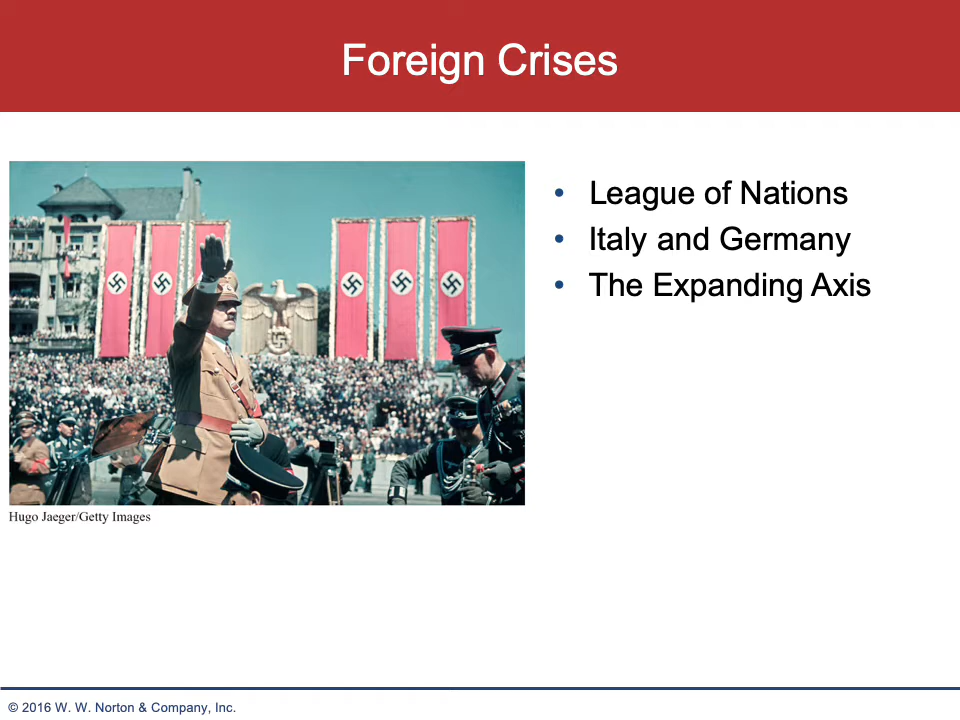 Foreign Crises
• League of Nations
• Italy and Germany
• The Expanding Axis
Hugo Jaeger/Getty Images
© 2016 W. W. Norton & Company, Inc.